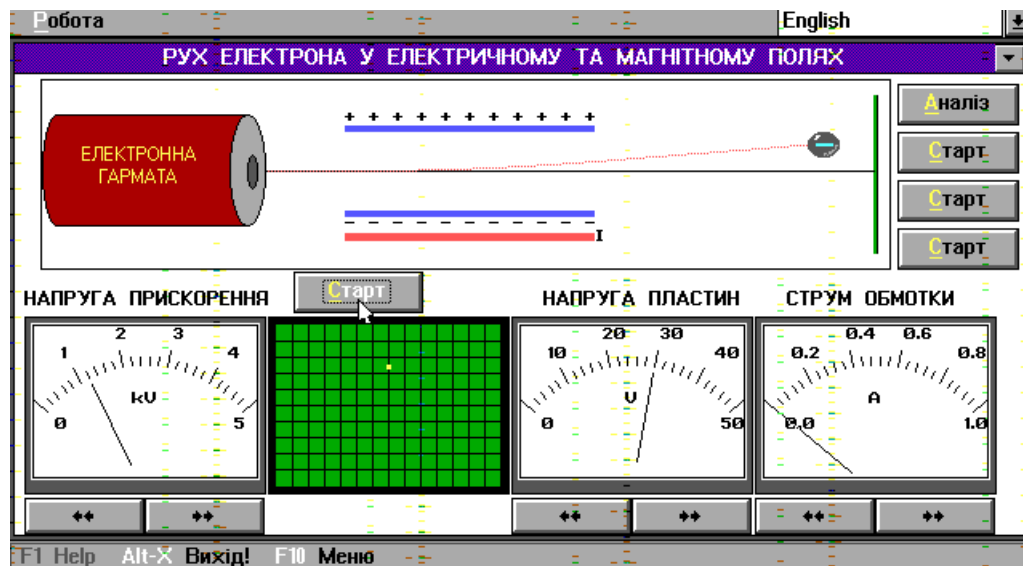 Робота English
РУХ ЕЛЕКТРОНА У ЕЛЕКТРИЧНОМУ ТА МАГНІТНОМУ ПОЛЯХ
+ + + + + + + + + + +
ЕЛЕКТРОННА
ГАРМАТА
− − − − − − − − − − −
I
Аналіз
Старт
Старт
Старт
Старт
НАПРУГА ПРИСКОРЕННЯ
0 1 2 3 4 5
kV
НАПРУГА ПЛАСТИН
0 10 20 30 40 50
V
СТРУМ ОБМОТКИ
0.0 0.2 0.4 0.6 0.8 1.0
A
F1 Help Alt-X Вихід! F10 Меню